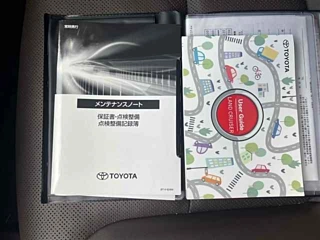 メンテナンスノート
保証書・点検整備
点検整備記録簿
TOYOTA
TOYOTA
User Guide
LAND CRUISER